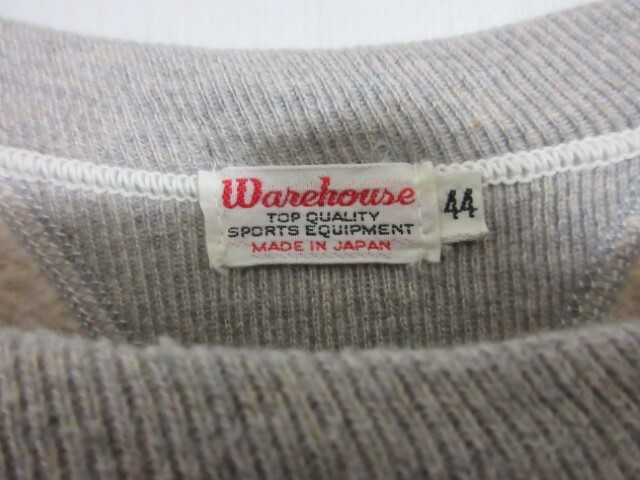 Warehouse
TOP QUALITY
SPORTS EQUIPMENT
MADE IN JAPAN
44